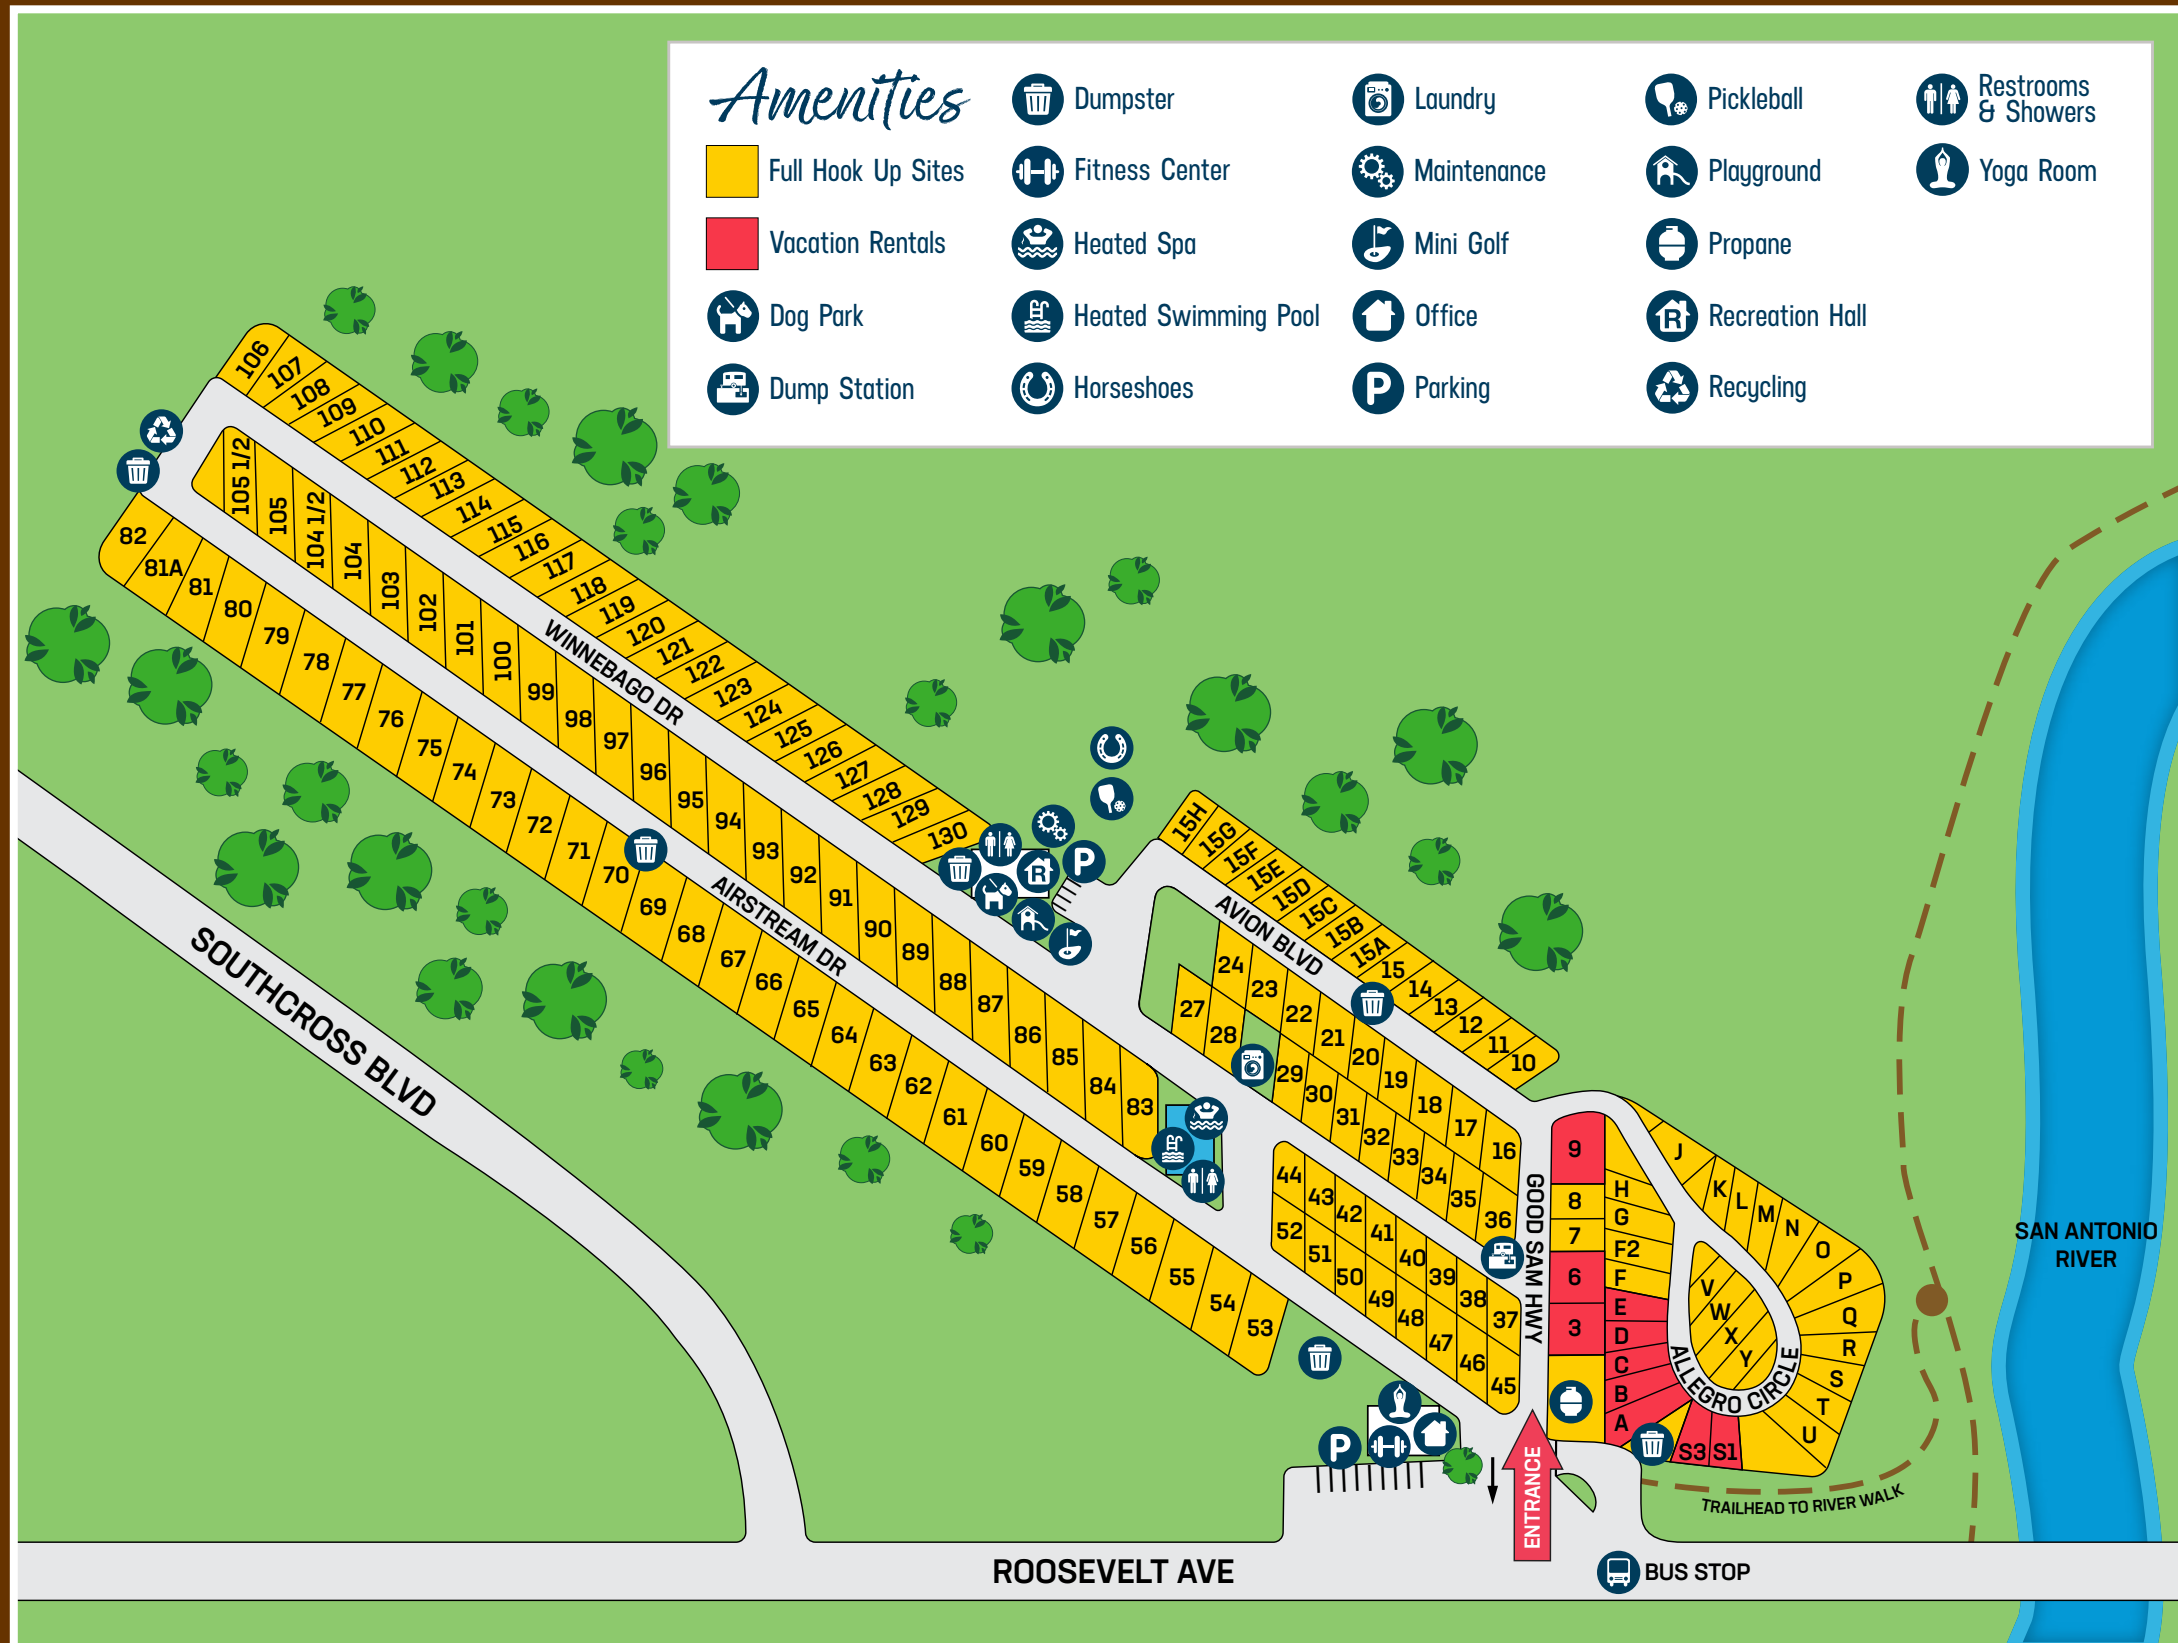 Amenities
Full Hook Up Sites
Vacation Rentals
Dog Park
Dump Station
Dumpster
Fitness Center
Heated Spa
Heated Swimming Pool
Horseshoes
Laundry
Maintenance
Mini Golf
Office
P
Parking
Pickleball
Playground
Propane
R
Recreation Hall
Recycling
Restrooms
& Showers
Yoga Room
106
107
108
109
110
111
112
113
114
115
116
117
118
119
120
121
122
123
124
125
126
127
128
129
130
105 1/2
105
104 1/2
104
103
102
101
100
99
98
97
96
95
94
93
92
91
90
89
88
87
86
85
84
83
WINNEBAGO DR
82
81A
81
80
79
78
77
76
75
74
73
72
71
70
69
68
67
66
65
64
63
62
61
60
59
58
57
56
55
54
53
AIRSTREAM DR
R
P
15H
15G
15F
15E
15D
15C
15B
15A
15
14
13
12
11
10
AVION BLVD
24
23
22
21
20
19
18
17
16
27
28
29
30
31
32
33
34
35
36
44
43
42
41
40
39
38
37
52
51
50
49
48
47
46
45
GOOD SAM HWY
9
8
7
6
3
H
G
F2
F
E
D
C
B
A
J
K
L
M
N
O
P
Q
R
S
T
U
V
W
X
Y
S3
S1
ALLEGRO CIRCLE
SAN ANTONIO
RIVER
TRAILHEAD TO RIVER WALK
SOUTHCROSS BLVD
P
ENTRANCE
ROOSEVELT AVE
BUS STOP